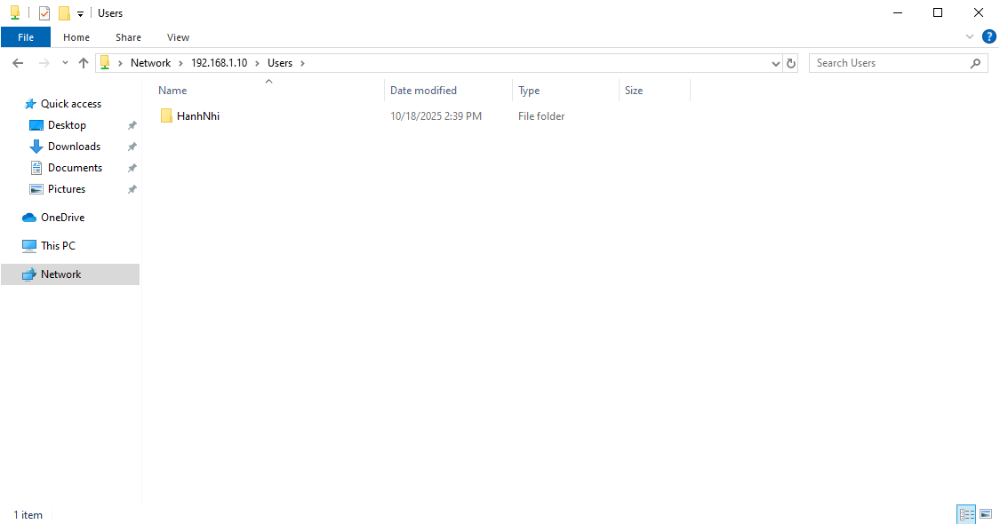 Users
File Home Share View
Network 192.168.1.10 Users Search Users
Name Date modified Type Size
HanhNhi 10/18/2025 2:39 PM File folder
Quick access
Desktop
Downloads
Documents
Pictures
OneDrive
This PC
Network
1 item